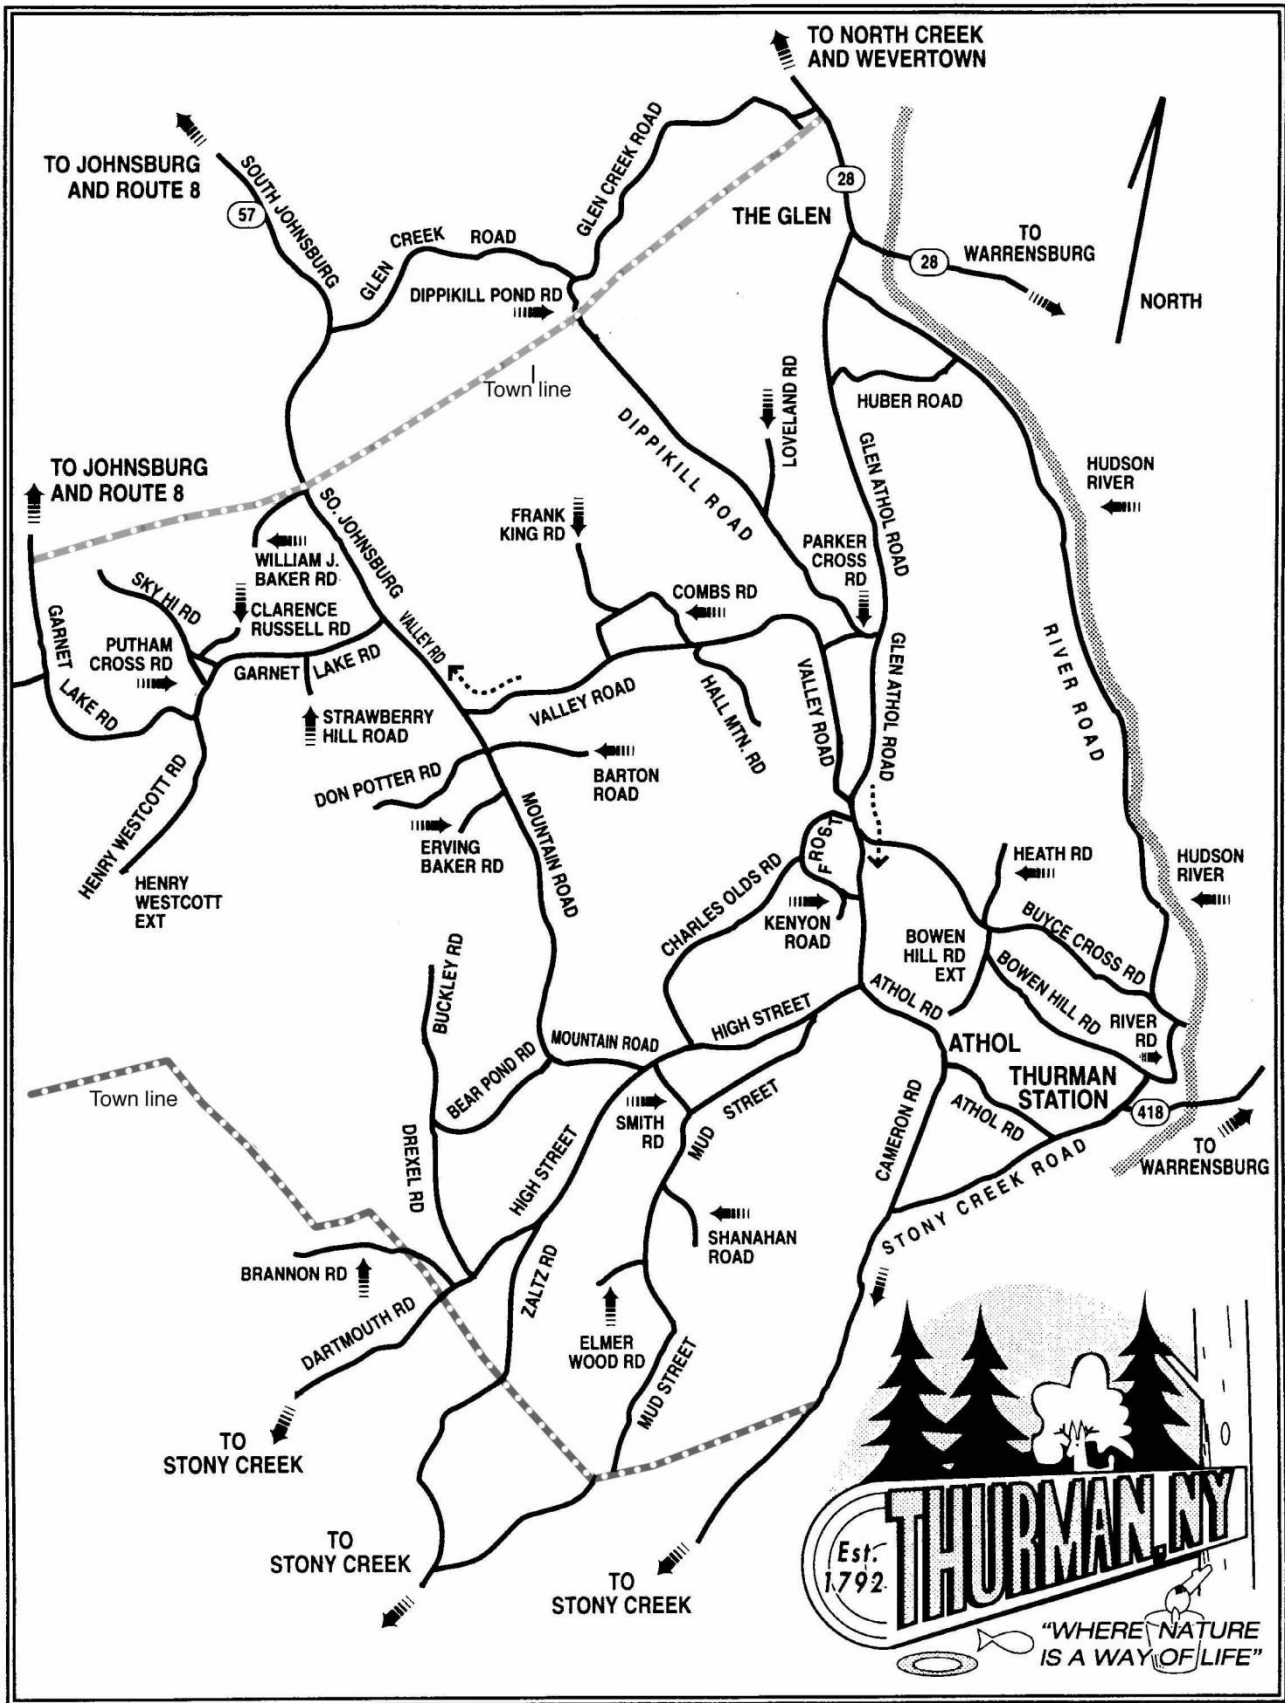 TO NORTH CREEK
AND WEVERTOWN
TO JOHNSBURG
AND ROUTE 8
SOUTH JOHNSBURG
57
GLEN CREEK ROAD
GLEN CREEK ROAD
28
THE GLEN
TO
WARRENSBURG
28
NORTH
DIPPIKILL POND RD
Town line
LOVELAND RD
HUBER ROAD
DIPPIKILL ROAD
GLEN ATHOL ROAD
HUDSON
RIVER
TO JOHNSBURG
AND ROUTE 8
SO. JOHNSBURG
VALLEY RD
FRANK
KING RD
PARKER
CROSS
RD
WILLIAM J.
BAKER RD
SKY HI RD
CLARENCE
RUSSELL RD
COMBS RD
PUTHAM
CROSS RD
GARNET
LAKE RD
GARNET LAKE RD
STRAWBERRY
HILL ROAD
VALLEY ROAD
HALL MTN. RD
VALLEY ROAD
GLEN ATHOL ROAD
RIVER ROAD
DON POTTER RD
BARTON
ROAD
HENRY WESTCOTT RD
HENRY
WESTCOTT
EXT
ERVING
BAKER RD
MOUNTAIN ROAD
FROST
CHARLES OLDS RD
KENYON
ROAD
HEATH RD
HUDSON
RIVER
BUYCE CROSS RD
BOWEN
HILL RD
EXT
BOWEN HILL RD
BUCKLEY RD
HIGH STREET
ATHOL RD
RIVER
RD
MOUNTAIN ROAD
ATHOL
BEAR POND RD
THURMAN
STATION
Town line
SMITH
RD
MUD STREET
CAMERON RD
ATHOL RD
418
TO
WARRENSBURG
DREXEL RD
HIGH STREET
STONY CREEK ROAD
SHANAHAN
ROAD
BRANNON RD
ZALTZ RD
DARTMOUTH RD
ELMER
WOOD RD
MUD STREET
TO
STONY CREEK
TO
STONY CREEK
TO
STONY CREEK
THURMAN, NY
Est.
1792
"WHERE NATURE
IS A WAY OF LIFE"